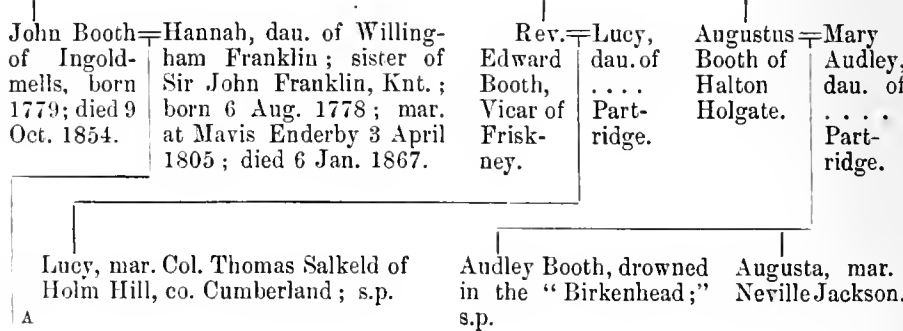 John Booth=Hannah, dau. of Willing-
of Ingold- ham Franklin ; sister of
mells, born Sir John Franklin, Knt. ;
1779; died 9 born 6 Aug. 1778 ; mar.
Oct. 1854. at Mavis Enderby 3 April
1805 ; died 6 Jan. 1867.
Rev.=Lucy,
Edward dau. of
Booth, . . . .
Vicar of Part-
Frisk- ridge.
ney.
Augustus=Mary
Booth of Audley,
Halton dau. of
Holgate. . . . .
Part-
ridge.
Lucy, mar. Col. Thomas Salkeld of
Holm Hill, co. Cumberland ; s.p.
Audley Booth, drowned
in the “ Birkenhead;”
s.p.
Augusta, mar.
Neville Jackson.
A